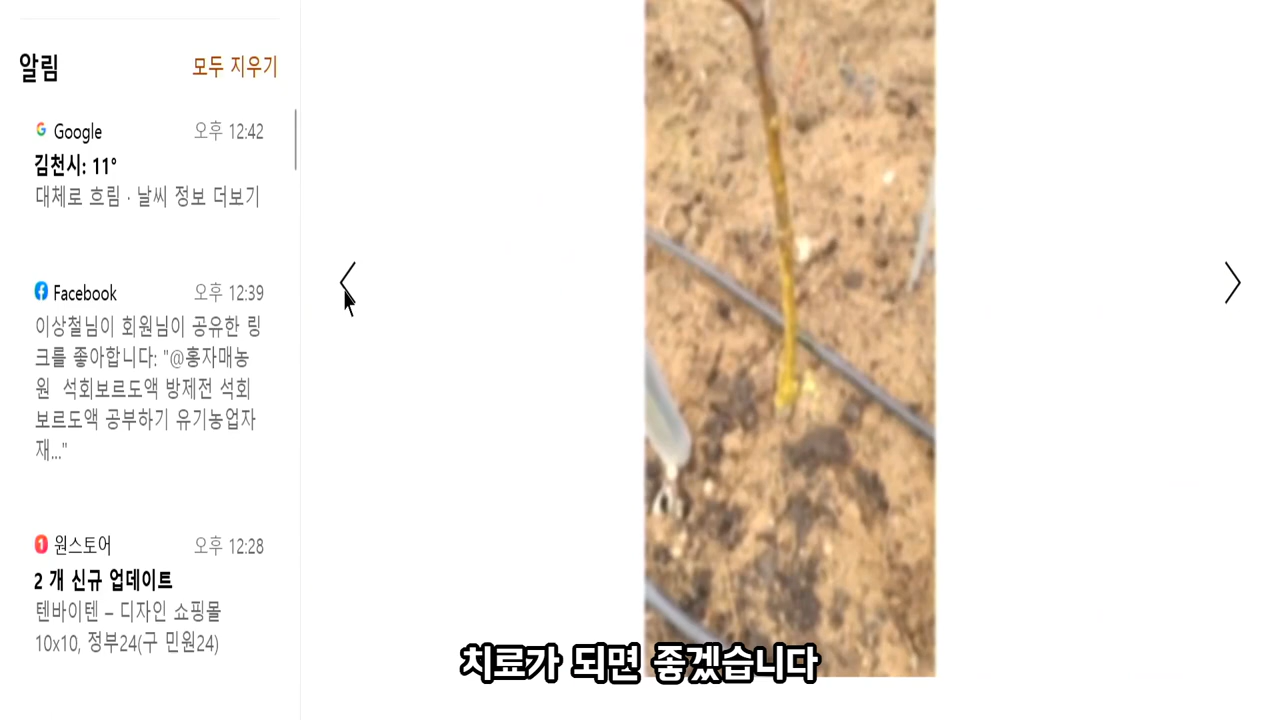 알림 모두 지우기
Google 오후 12:42
김천시: 11°
대체로 흐림 · 날씨 정보 더보기
Facebook 오후 12:39
이상철님이 회원님이 공유한 링
크를 좋아합니다: "@홍자매농
원 석회보르도액 방제전 석회
보르도액 공부하기 유기농업자
재..."
1 원스토어 오후 12:28
2 개 신규 업데이트
텐바이텐 – 디자인 쇼핑몰
10x10, 정부24(구 민원24)
치료가 되면 좋겠습니다